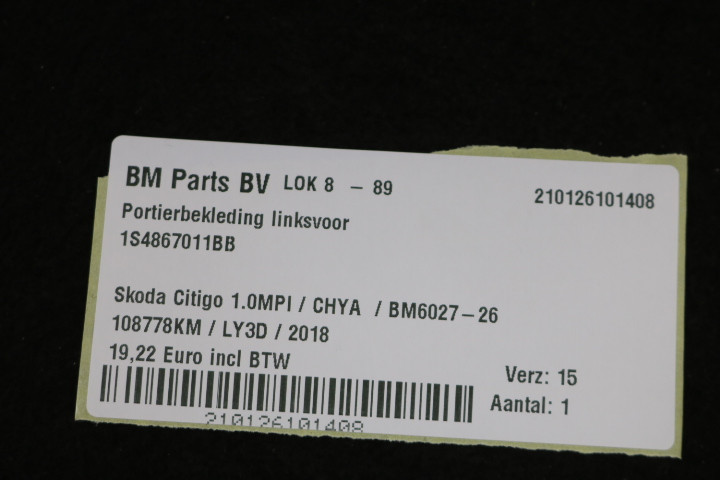 BM Parts BV LOK 8 - 89
210126101408
Portierbekleding linksvoor
1S4867011BB
Skoda Citigo 1.0MPI / CHYA / BM6027-26
108778KM / LY3D / 2018
19,22 Euro incl BTW
Verz: 15
Aantal: 1
210126101408